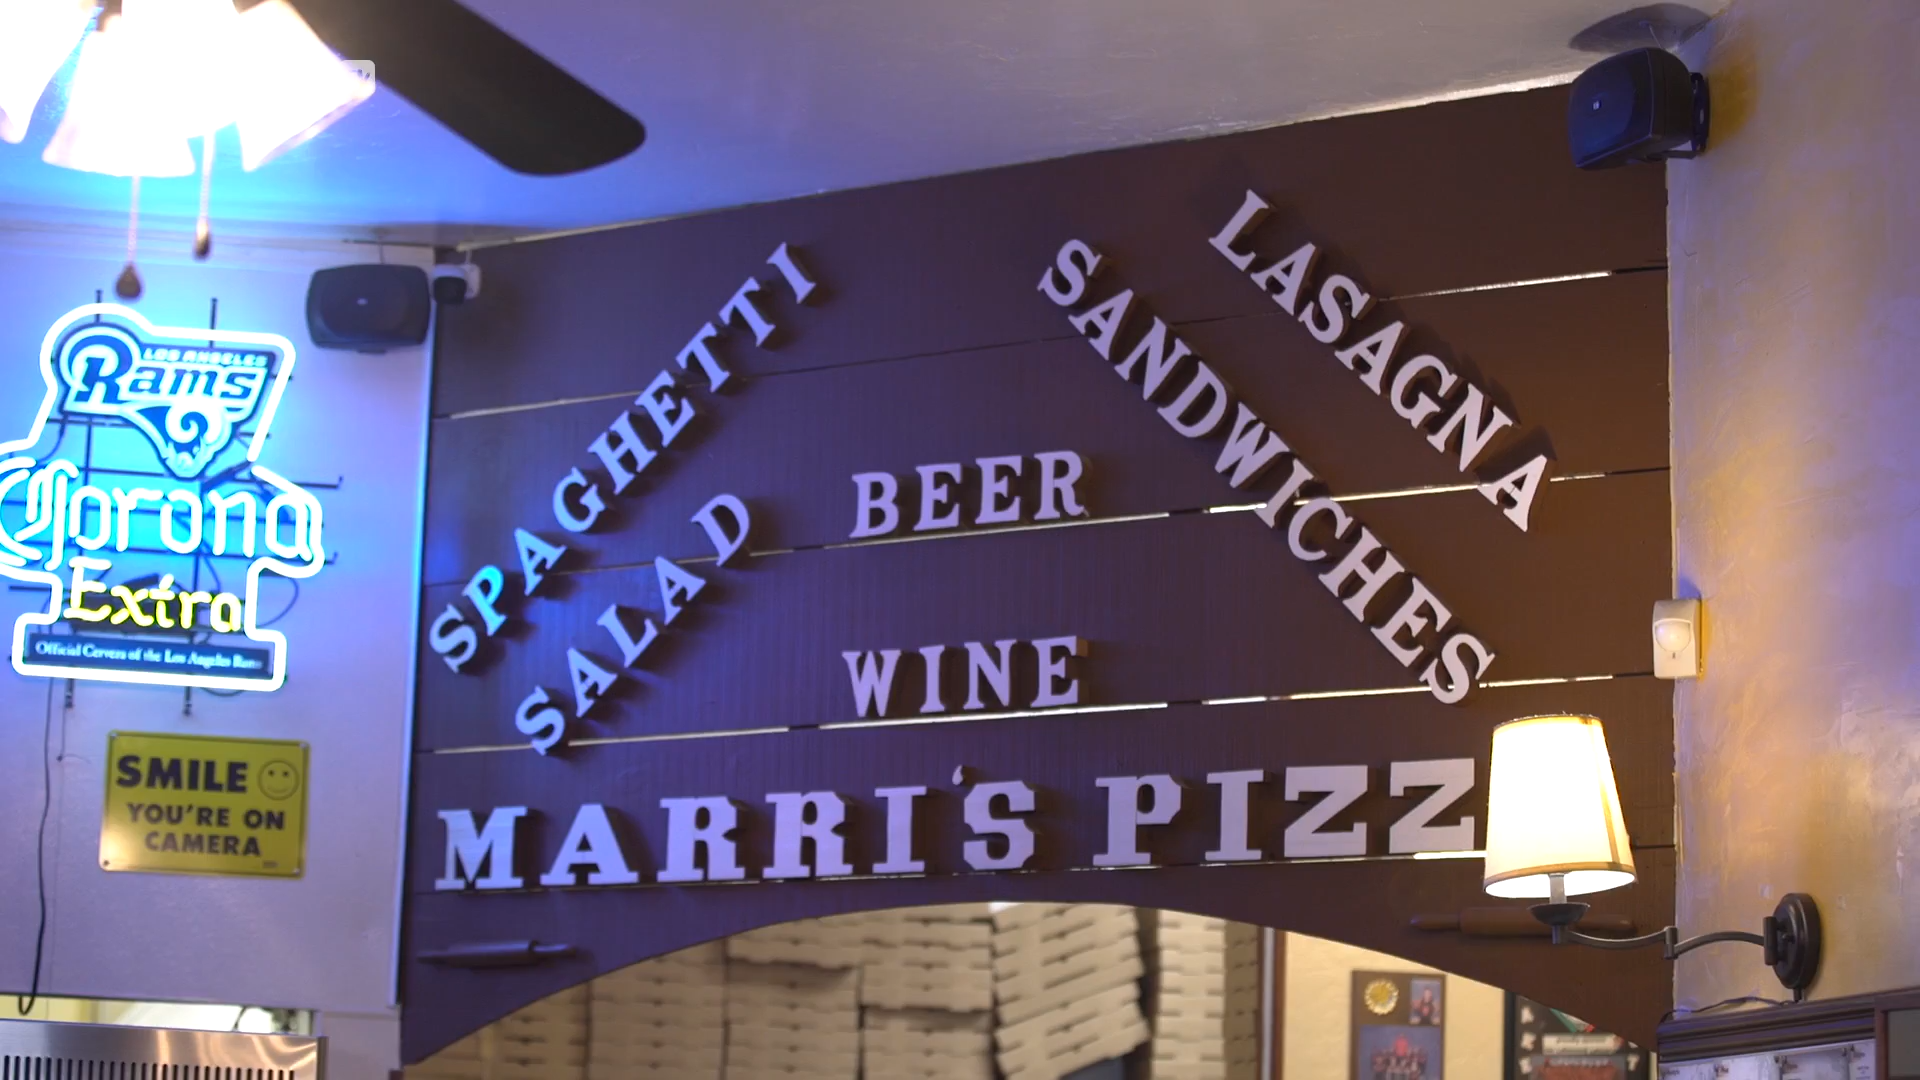 LOS ANGELES
Rams
Corona
Extra
Official Cerveza of the Los Angeles Rams
SMILE
YOU'RE ON
CAMERA
SPAGHETTI
SALAD
BEER
WINE
SANDWICHES
LASAGNA
MARRI'S PIZZ